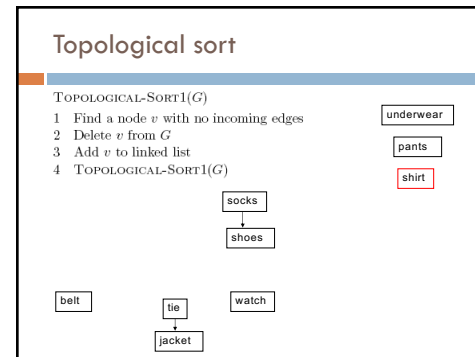 Topological sort
TOPOLOGICAL-SORT1(G)
1 Find a node v with no incoming edges
2 Delete v from G
3 Add v to linked list
4 TOPOLOGICAL-SORT1(G)
underwear
pants
shirt
socks
shoes
belt
tie
watch
jacket